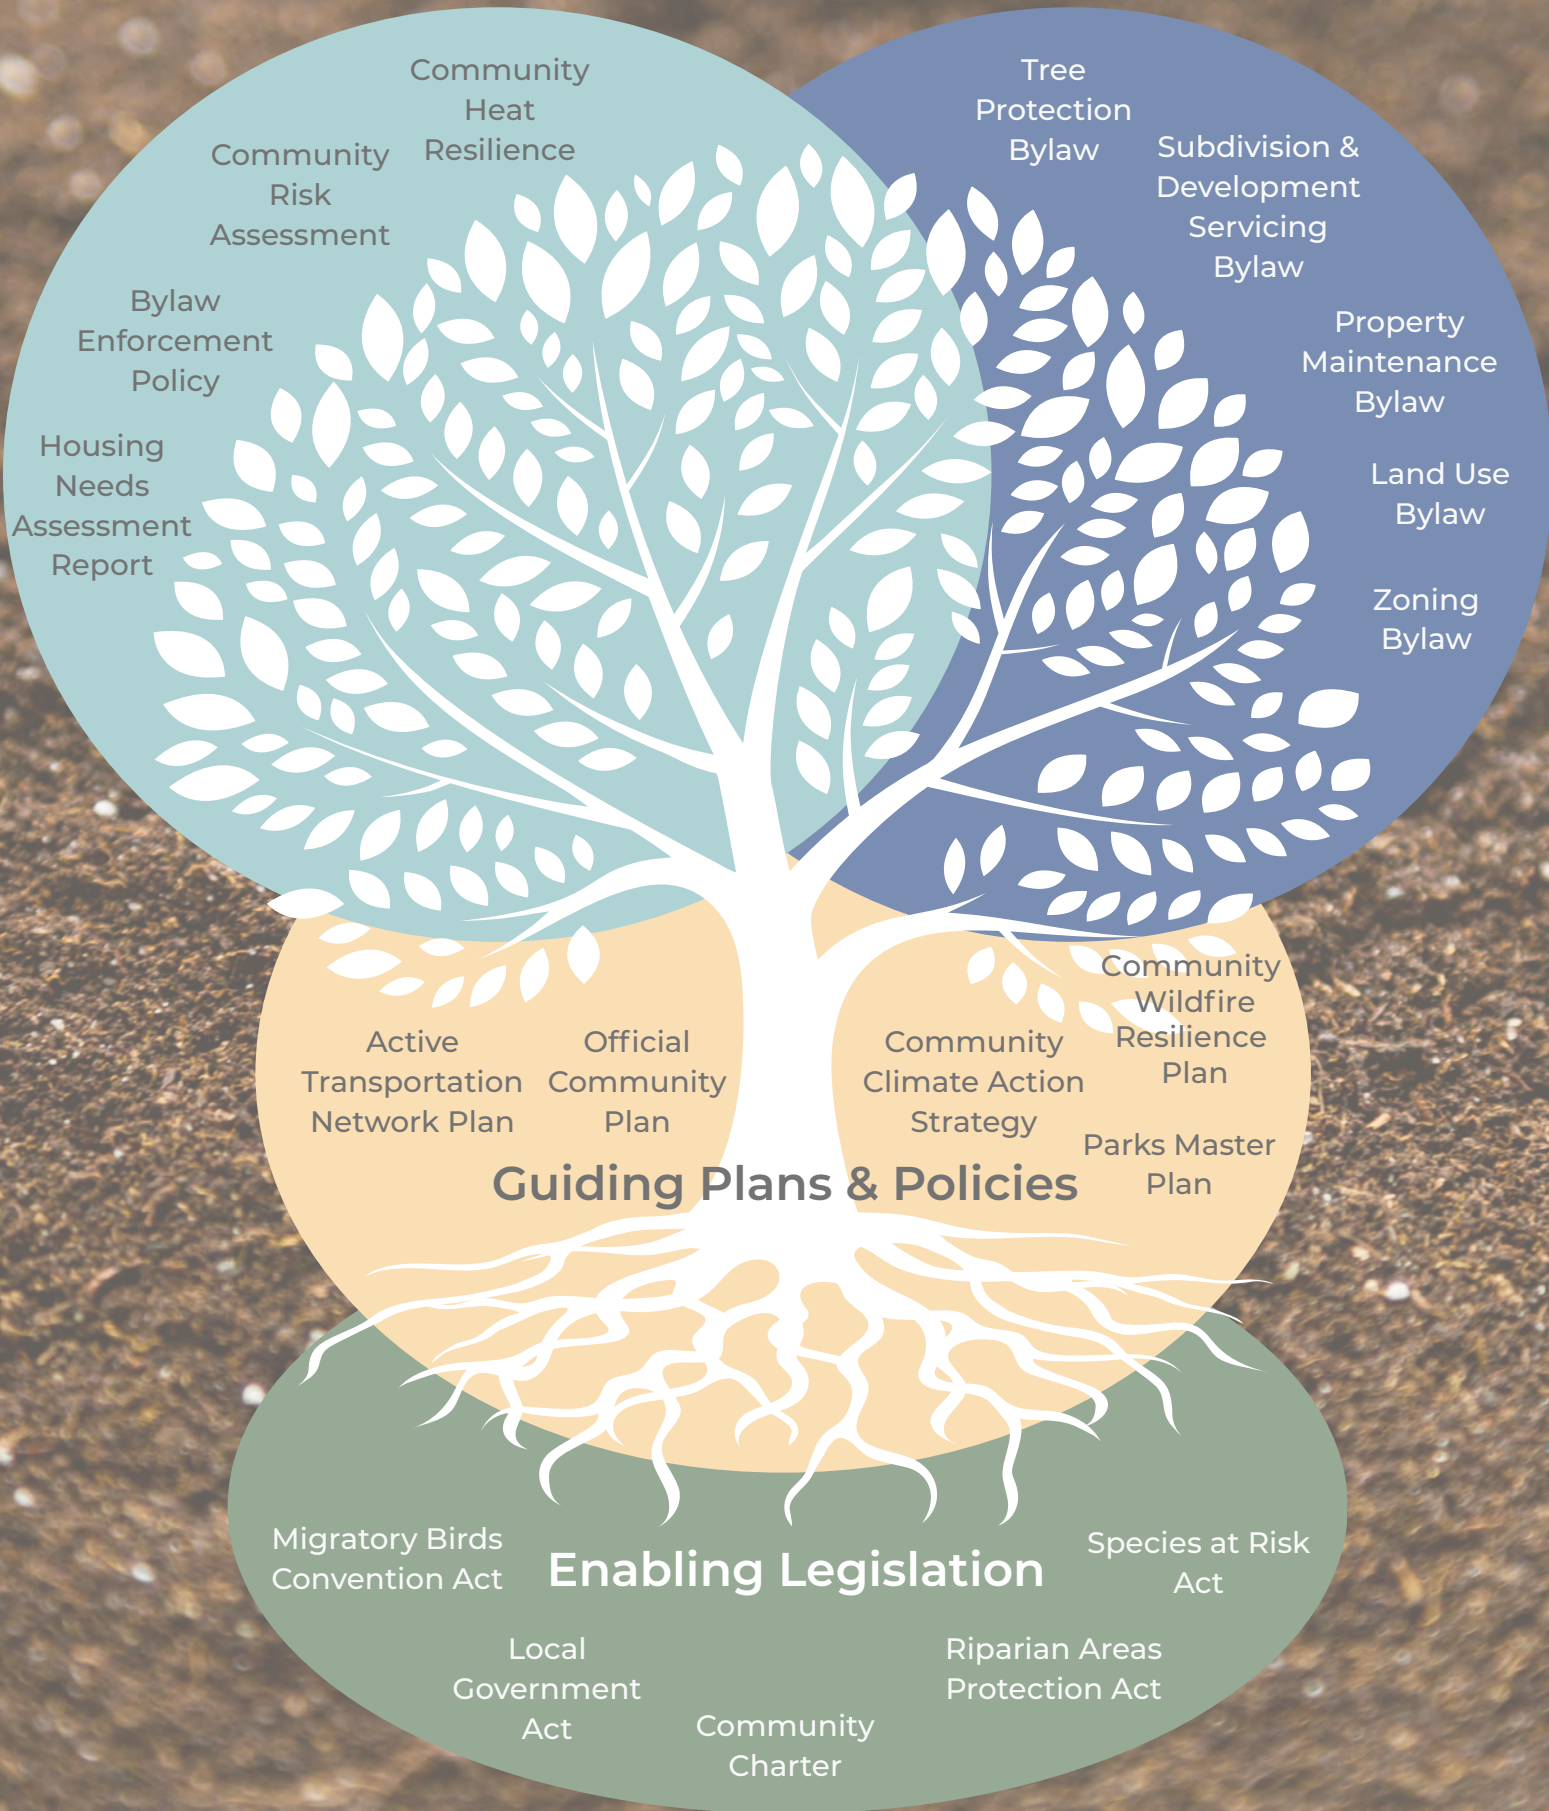 Community
Heat
Resilience
Community
Risk
Assessment
Bylaw
Enforcement
Policy
Housing
Needs
Assessment
Report
Tree
Protection
Bylaw
Subdivision &
Development
Servicing
Bylaw
Property
Maintenance
Bylaw
Land Use
Bylaw
Zoning
Bylaw
Active
Transportation
Network Plan
Official
Community
Plan
Community
Climate Action
Strategy
Community
Wildfire
Resilience
Plan
Parks Master
Plan
Guiding Plans & Policies
Migratory Birds
Convention Act
Enabling Legislation
Species at Risk
Act
Local
Government
Act
Community
Charter
Riparian Areas
Protection Act